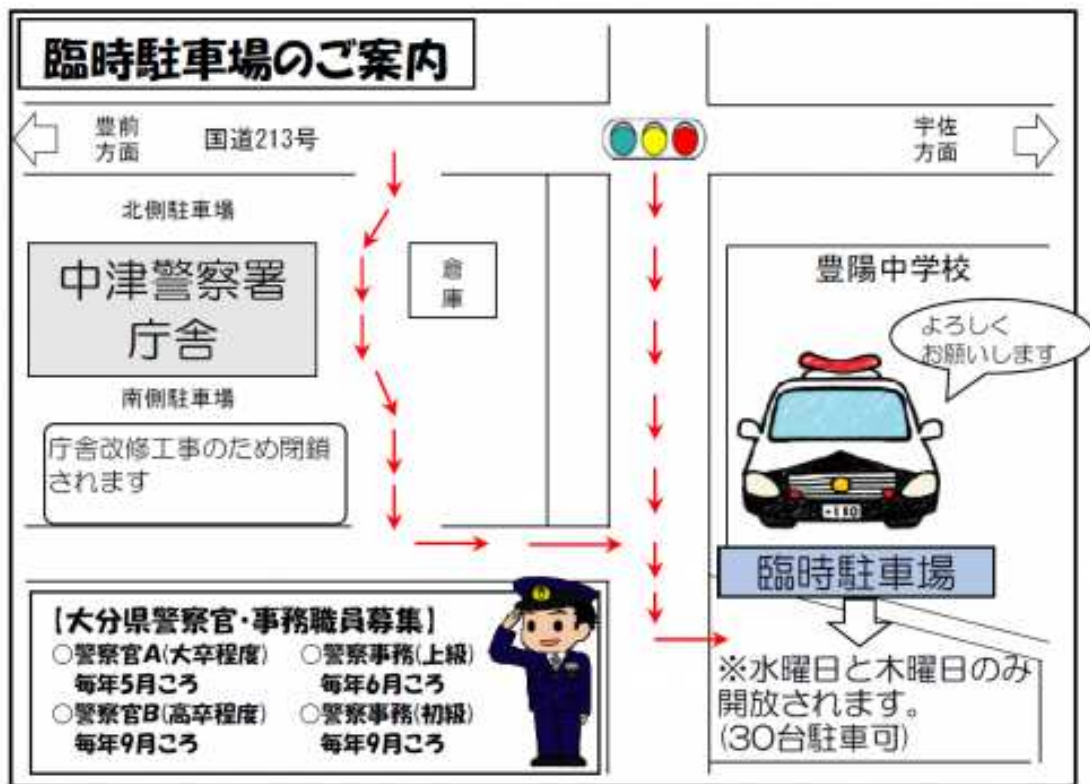 臨時駐車場のご案内
豊前
方面
国道213号
宇佐
方面
北側駐車場
中津警察署
庁舎
倉
庫
豊陽中学校
よろしく
お願いします
南側駐車場
庁舎改修工事のため閉鎖
されます
・110
臨時駐車場
【大分県警察官・事務職員募集】
○警察官A(大卒程度)
毎年5月ころ
○警察事務(上級)
毎年6月ころ
○警察官B(高卒程度)
毎年9月ころ
○警察事務(初級)
毎年9月ころ
※水曜日と木曜日のみ
開放されます。
(30台駐車可)